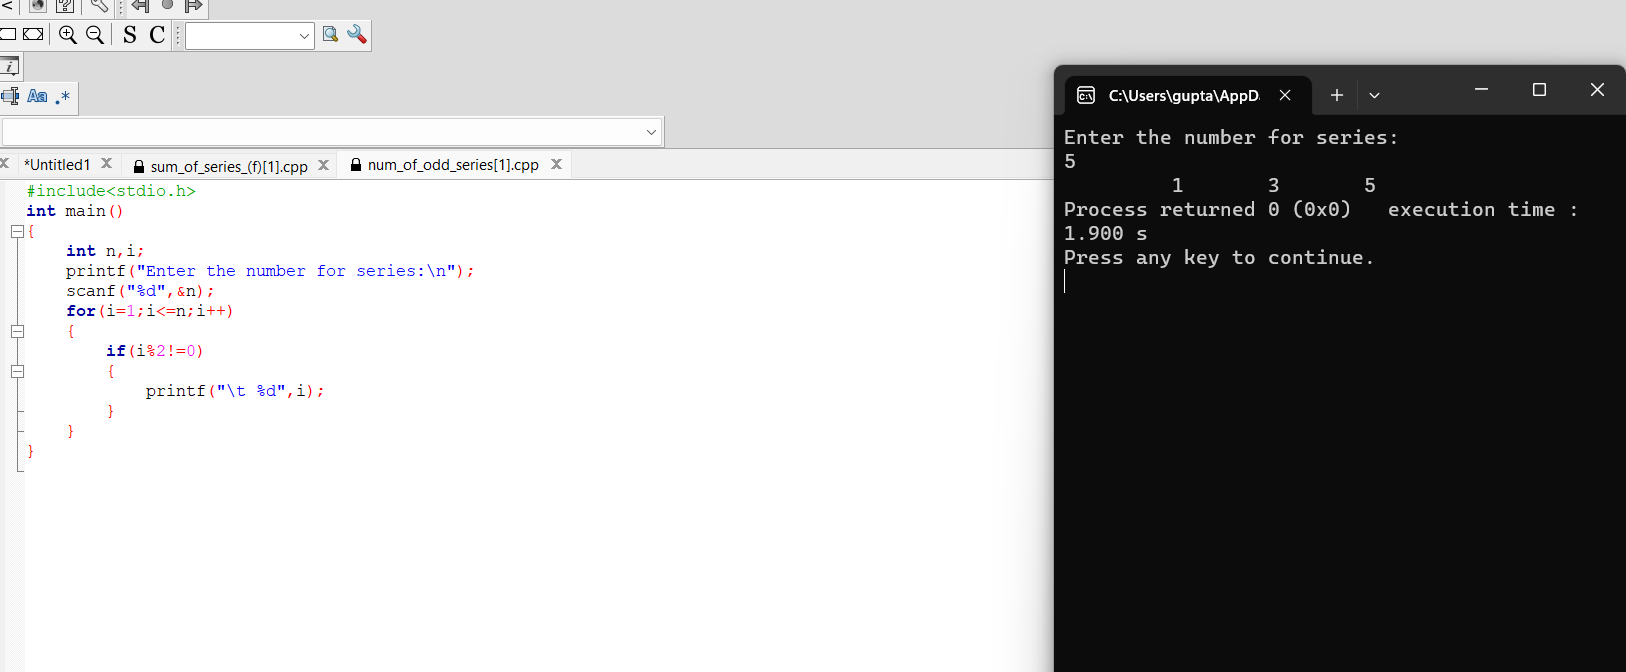 S C
Aa .*
*Untitled1
sum_of_series_(f)[1].cpp
num_of_odd_series[1].cpp
#include<stdio.h>
int main()
{
int n,i;
printf("Enter the number for series:\n");
scanf("%d",&n);
for(i=1;i<=n;i++)
{
if(i%2!=0)
{
printf("\t %d",i);
}
}
}
C:\Users\gupta\AppD
Enter the number for series:
5
1 3 5
Process returned 0 (0x0) execution time :
1.900 s
Press any key to continue.